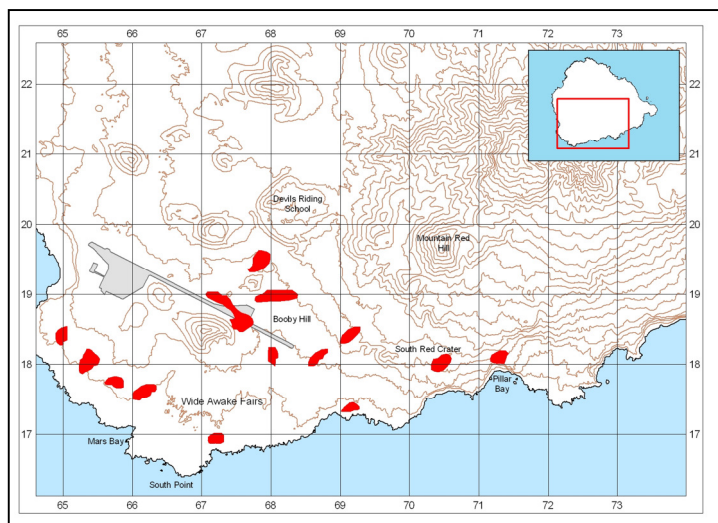 65 66 67 68 69 70 71 72 73
22 22
21 21
Devils Riding
School
20 20
Mountain Red
Hill
19 19
Booby Hill
South Red Crater
18 18
Pillar
Bay
Wide Awake Fairs
17 17
Mars Bay
South Point
65 66 67 68 69 70 71 72 73